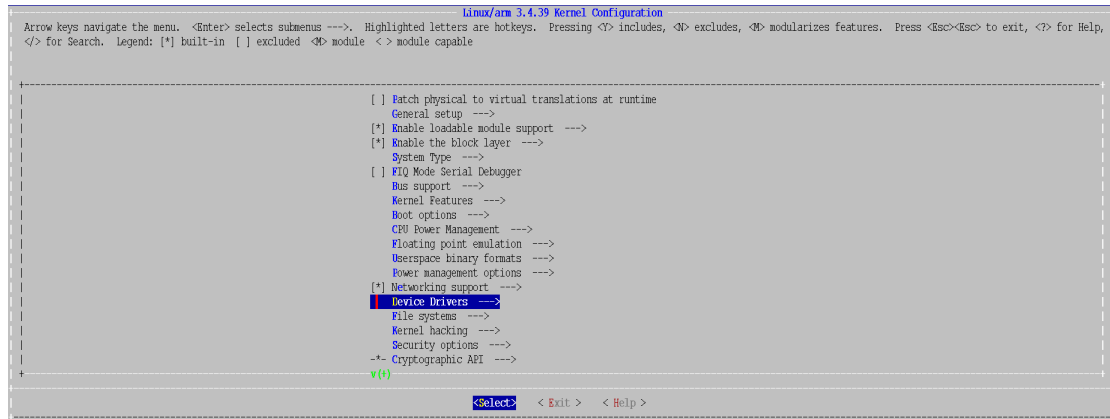 Linux/arm 3.4.39 Kernel Configuration
Arrow keys navigate the menu.  <Enter> selects submenus --->.  Highlighted letters are hotkeys.  Pressing <Y> includes, <N> excludes, <M> modularizes features.  Press <Esc><Esc> to exit, <?> for Help,
</> for Search.  Legend: [*] built-in  [ ] excluded  <M> module  < > module capable
[ ] Patch physical to virtual translations at runtime
General setup  --->
[*] Enable loadable module support  --->
[*] Enable the block layer  --->
System Type  --->
[ ] FIQ Mode Serial Debugger
Bus support  --->
Kernel Features  --->
Boot options  --->
CPU Power Management  --->
Floating point emulation  --->
Userspace binary formats  --->
Power management options  --->
[*] Networking support  --->
Device Drivers  --->
File systems  --->
Kernel hacking  --->
Security options  --->
-*- Cryptographic API  --->
v(+)
<Select>    < Exit >    < Help >